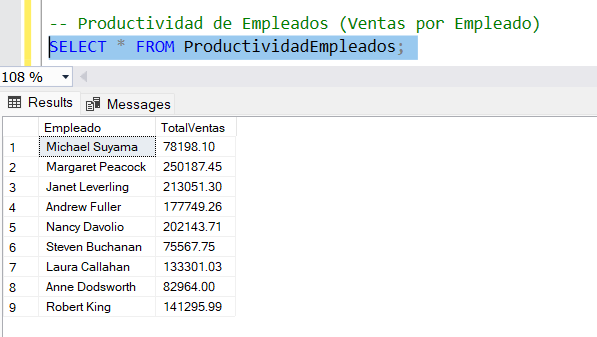 -- Productividad de Empleados (Ventas por Empleado)
SELECT * FROM ProductividadEmpleados;
108 %
Results Messages
Empleado TotalVentas
1 Michael Suyama 78198.10
2 Margaret Peacock 250187.45
3 Janet Leverling 213051.30
4 Andrew Fuller 177749.26
5 Nancy Davolio 202143.71
6 Steven Buchanan 75567.75
7 Laura Callahan 133301.03
8 Anne Dodsworth 82964.00
9 Robert King 141295.99